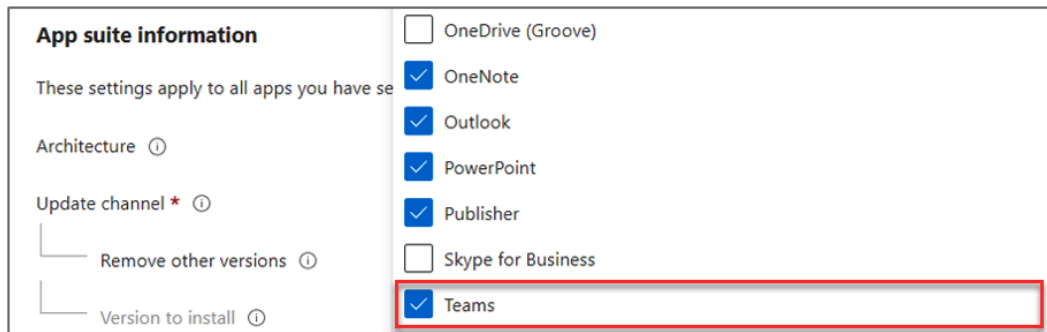 App suite information
These settings apply to all apps you have se
Architecture
Update channel *
Remove other versions
Version to install
OneDrive (Groove)
OneNote
Outlook
PowerPoint
Publisher
Skype for Business
Teams